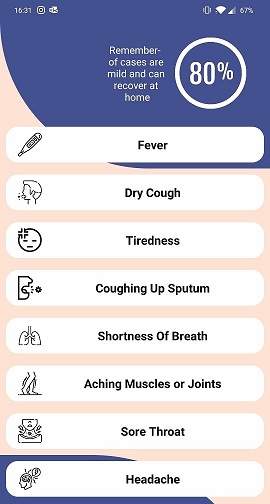 16:31
67%
Remember-
of cases are
mild and can
recover at
home
80%
Fever
Dry Cough
Tiredness
Coughing Up Sputum
Shortness Of Breath
Aching Muscles or Joints
Sore Throat
Headache